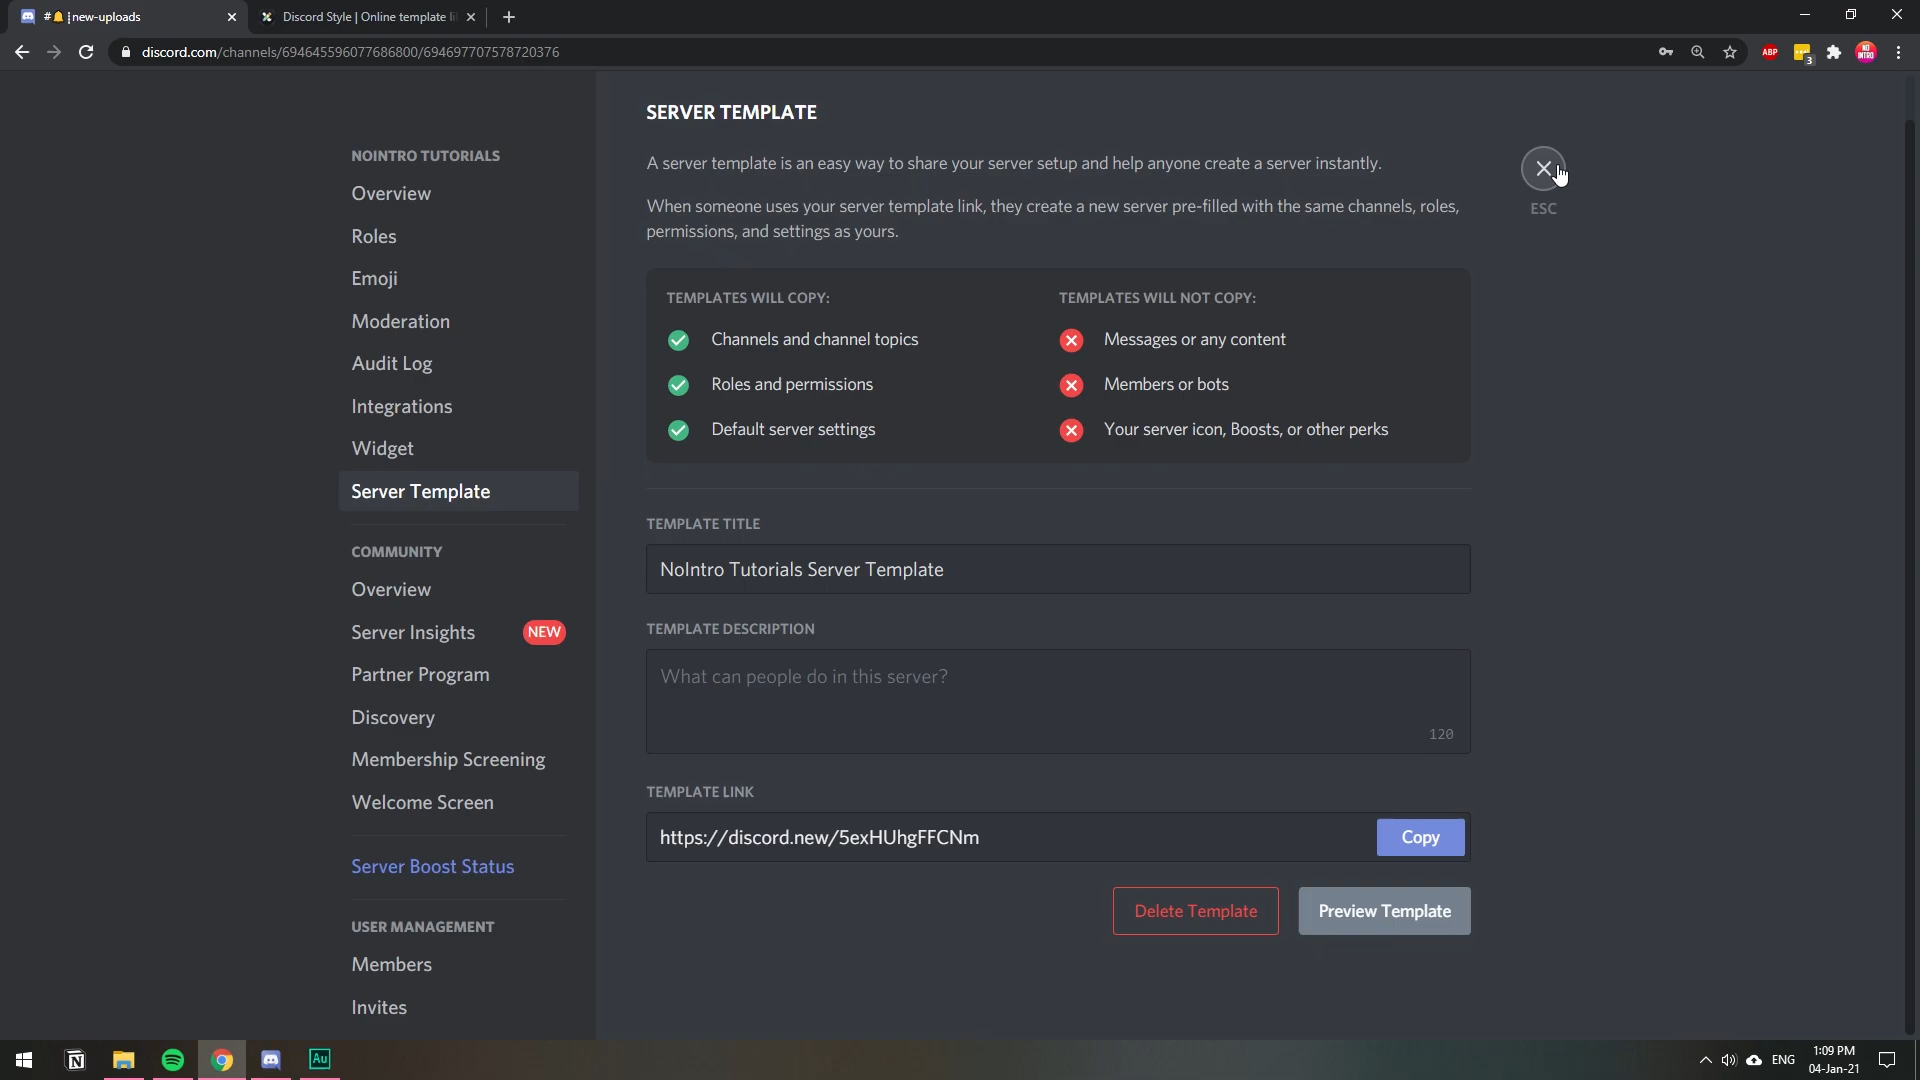 # 🔔┆new-uploads
Discord Style | Online template li
discord.com/channels/694645596077686800/694697707578720376
ABP
3
NO INTRO
SERVER TEMPLATE
A server template is an easy way to share your server setup and help anyone create a server instantly.
When someone uses your server template link, they create a new server pre-filled with the same channels, roles,
permissions, and settings as yours.
ESC
NOINTRO TUTORIALS
Overview
Roles
Emoji
Moderation
Audit Log
Integrations
Widget
Server Template
COMMUNITY
Overview
Server Insights NEW
Partner Program
Discovery
Membership Screening
Welcome Screen
Server Boost Status
USER MANAGEMENT
Members
Invites
TEMPLATES WILL COPY:
Channels and channel topics
Roles and permissions
Default server settings
TEMPLATES WILL NOT COPY:
Messages or any content
Members or bots
Your server icon, Boosts, or other perks
TEMPLATE TITLE
NoIntro Tutorials Server Template
TEMPLATE DESCRIPTION
What can people do in this server?
120
TEMPLATE LINK
https://discord.new/5exHUhgFFCNm
Copy
Delete Template
Preview Template
N
Au
ENG
1:09 PM
04-Jan-21